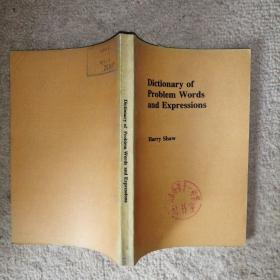 Dictionary of
Problem Words
and Expressions
Harry Shaw
Dictionary of Problem Words and Expressions